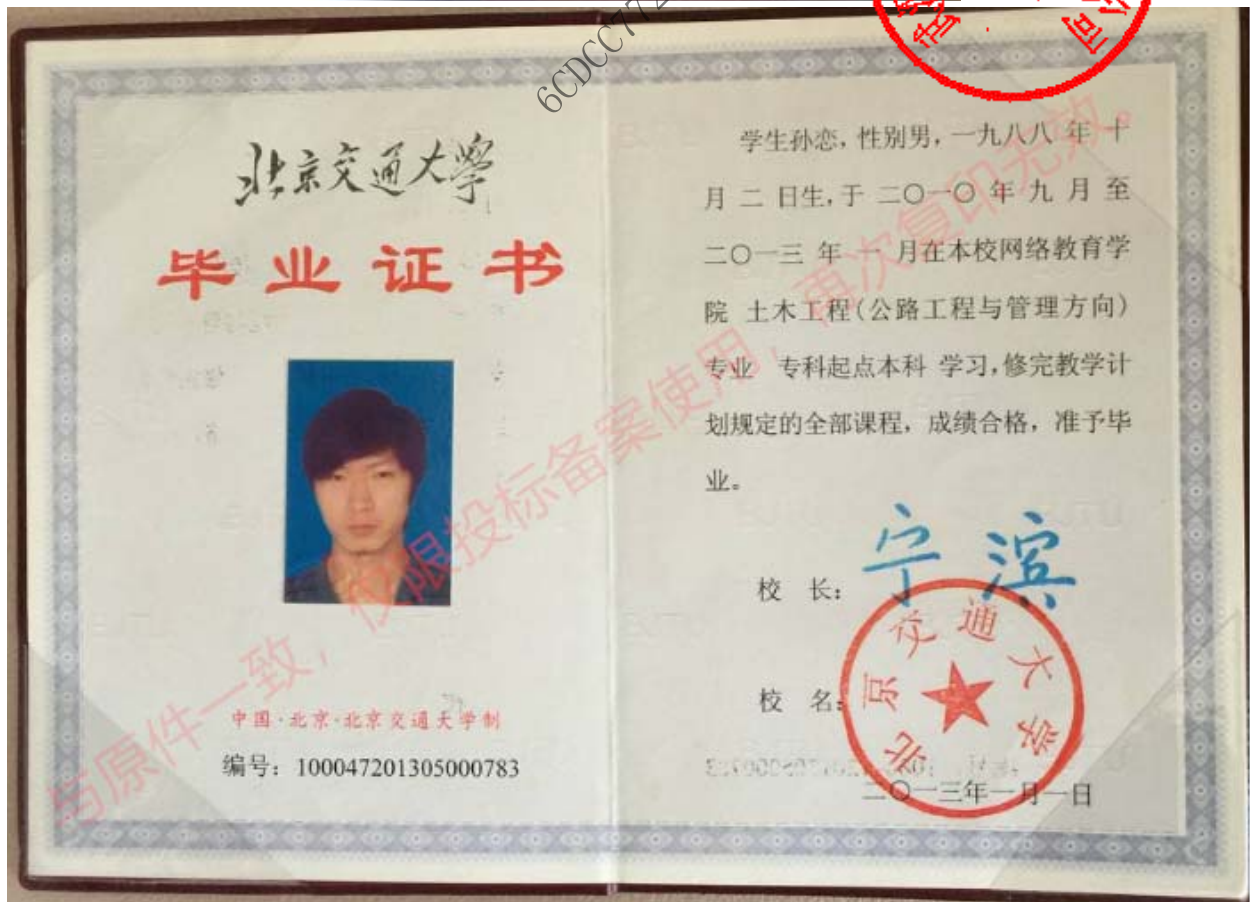 6CDCC772
北京交通大学
毕业证书
中国·北京·北京交通大学制
编号：100047201305000783
学生孙恋，性别男，一九八八 年 十
月 二 日生，于 二〇一〇 年 九 月 至
二〇一三 年 一 月在本校网络教育学
院 土木工程(公路工程与管理方向)
专业 专科起点本科 学习，修完教学计
划规定的全部课程，成绩合格，准予毕
业。
校 长：宁滨
校 名：
北京交通大学
二〇一三年一月一日
与原件一致，仅限投标备案使用，再次复印无效。